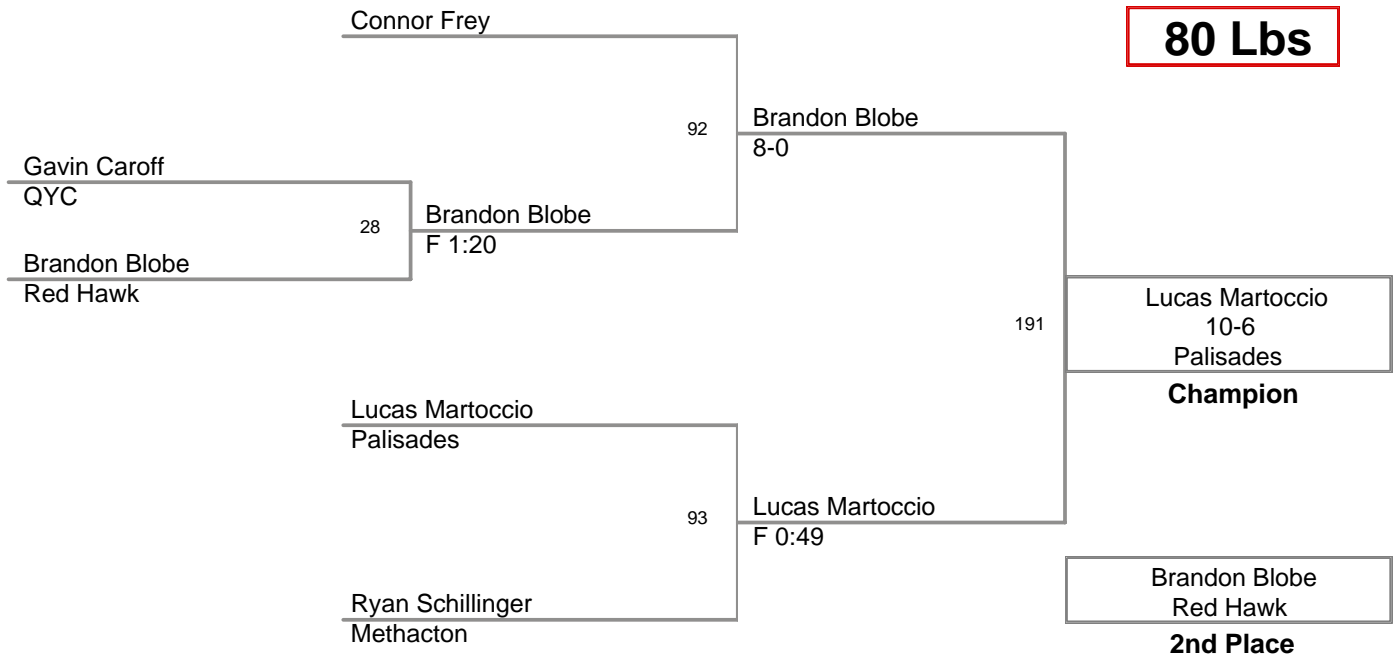 80 Lbs
Connor Frey
92
Brandon Blobe
8-0
Gavin Caroff
QYC
28
Brandon Blobe
F 1:20
Brandon Blobe
Red Hawk
191
Lucas Martoccio
10-6
Palisades
Champion
Lucas Martoccio
Palisades
93
Lucas Martoccio
F 0:49
Ryan Schillinger
Methacton
Brandon Blobe
Red Hawk
2nd Place